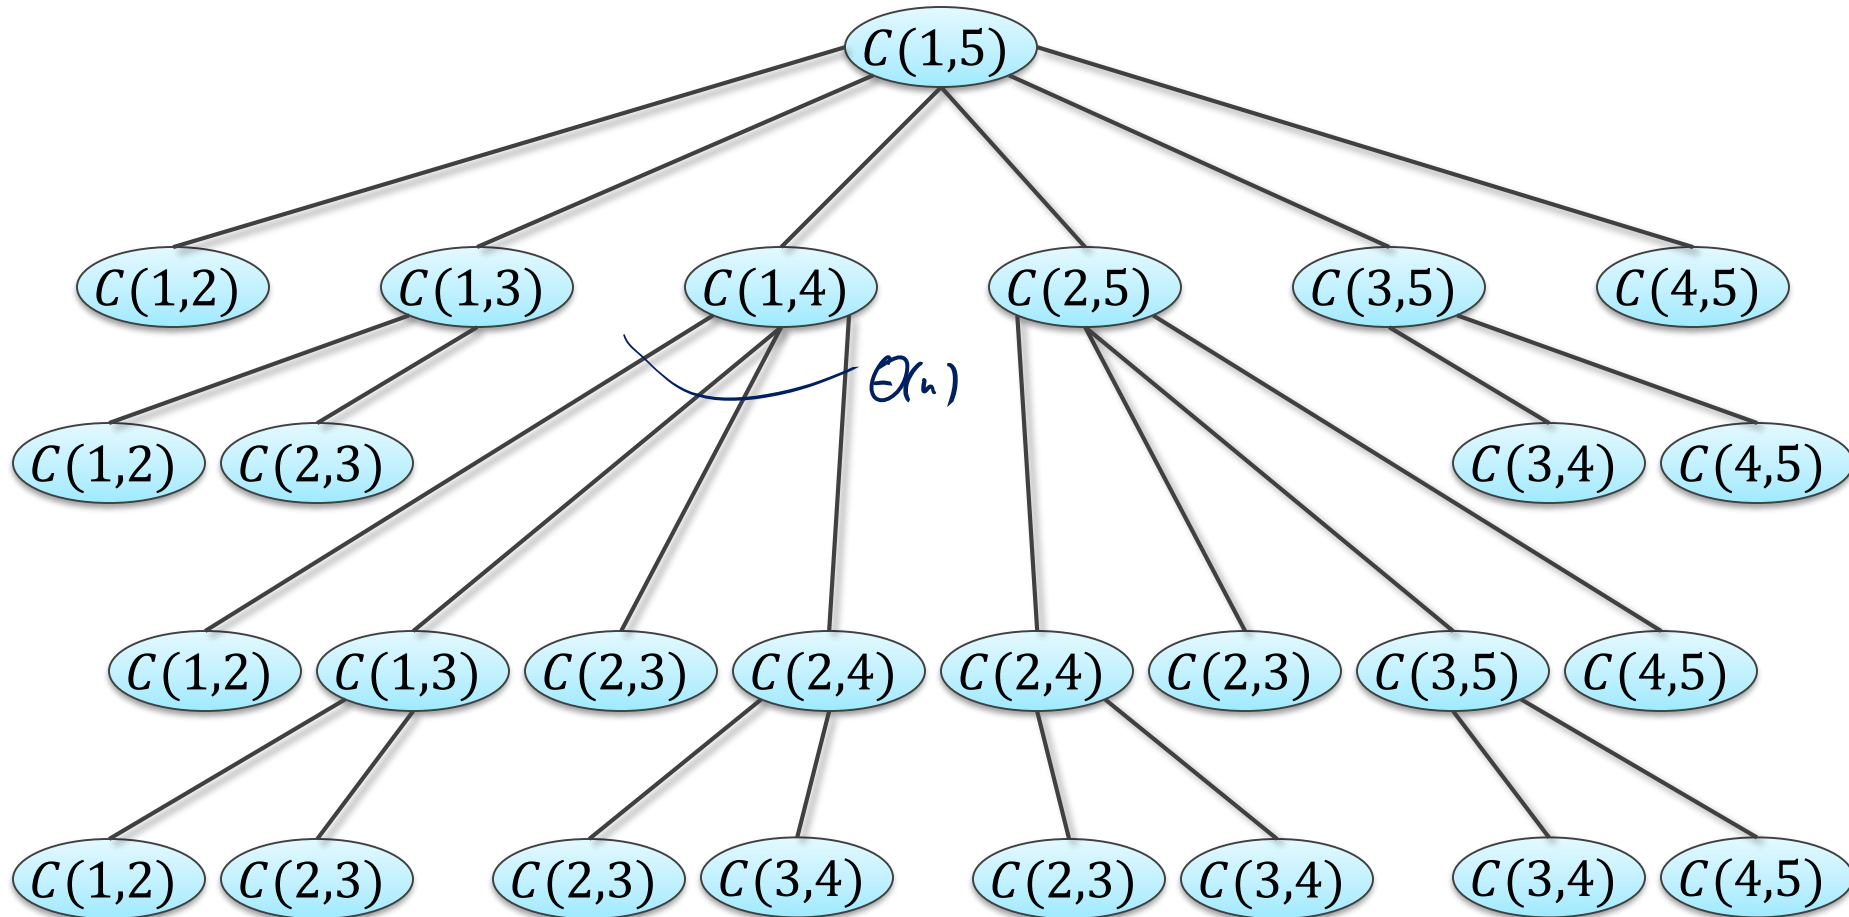 C(1,5)
C(1,2) C(1,3) C(1,4) C(2,5) C(3,5) C(4,5)
Θ(n)
C(1,2) C(2,3) C(3,4) C(4,5)
C(1,2) C(1,3) C(2,3) C(2,4) C(2,4) C(2,3) C(3,5) C(4,5)
C(1,2) C(2,3) C(2,3) C(3,4) C(2,3) C(3,4) C(3,4) C(4,5)